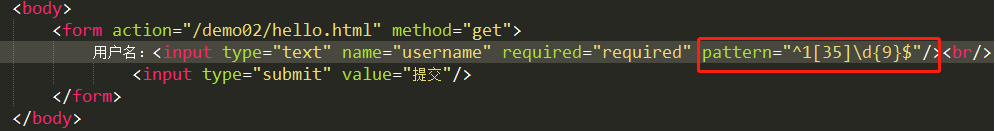 <body>
<form action="/demo02/hello.html" method="get">
用户名：<input type="text" name="username" required="required" pattern="^1[35]\d{9}$"/><br/>
<input type="submit" value="提交"/>
</form>
</body>